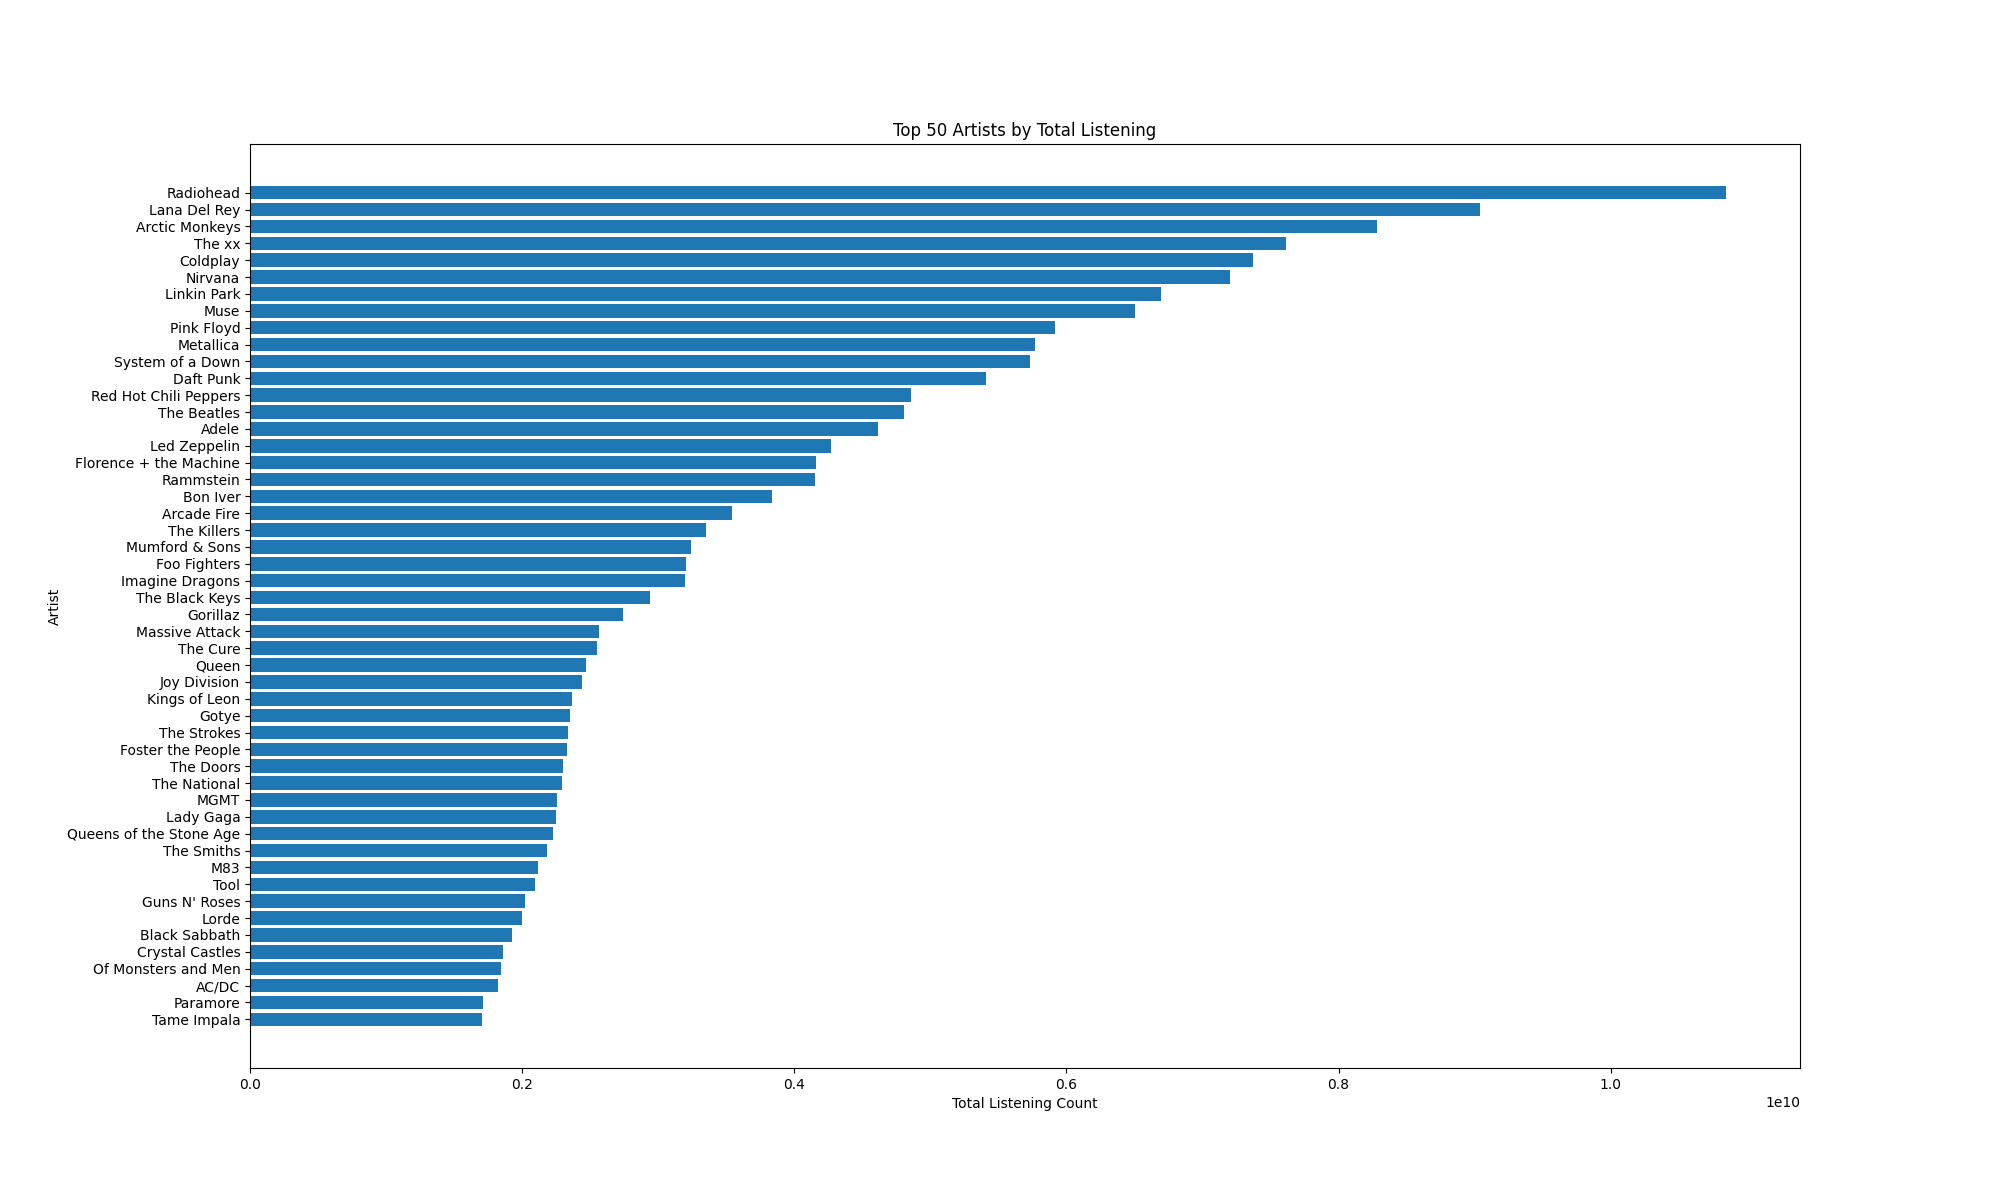 Top 50 Artists by Total Listening
Radiohead
Lana Del Rey
Arctic Monkeys
The xx
Coldplay
Nirvana
Linkin Park
Muse
Pink Floyd
Metallica
System of a Down
Daft Punk
Red Hot Chili Peppers
The Beatles
Adele
Led Zeppelin
Florence + the Machine
Rammstein
Bon Iver
Arcade Fire
The Killers
Mumford & Sons
Foo Fighters
Imagine Dragons
The Black Keys
Gorillaz
Massive Attack
The Cure
Queen
Joy Division
Kings of Leon
Gotye
The Strokes
Foster the People
The Doors
The National
MGMT
Lady Gaga
Queens of the Stone Age
The Smiths
M83
Tool
Guns N' Roses
Lorde
Black Sabbath
Crystal Castles
Of Monsters and Men
AC/DC
Paramore
Tame Impala
Artist
0.0 0.2 0.4 0.6 0.8 1.0
Total Listening Count
1e10